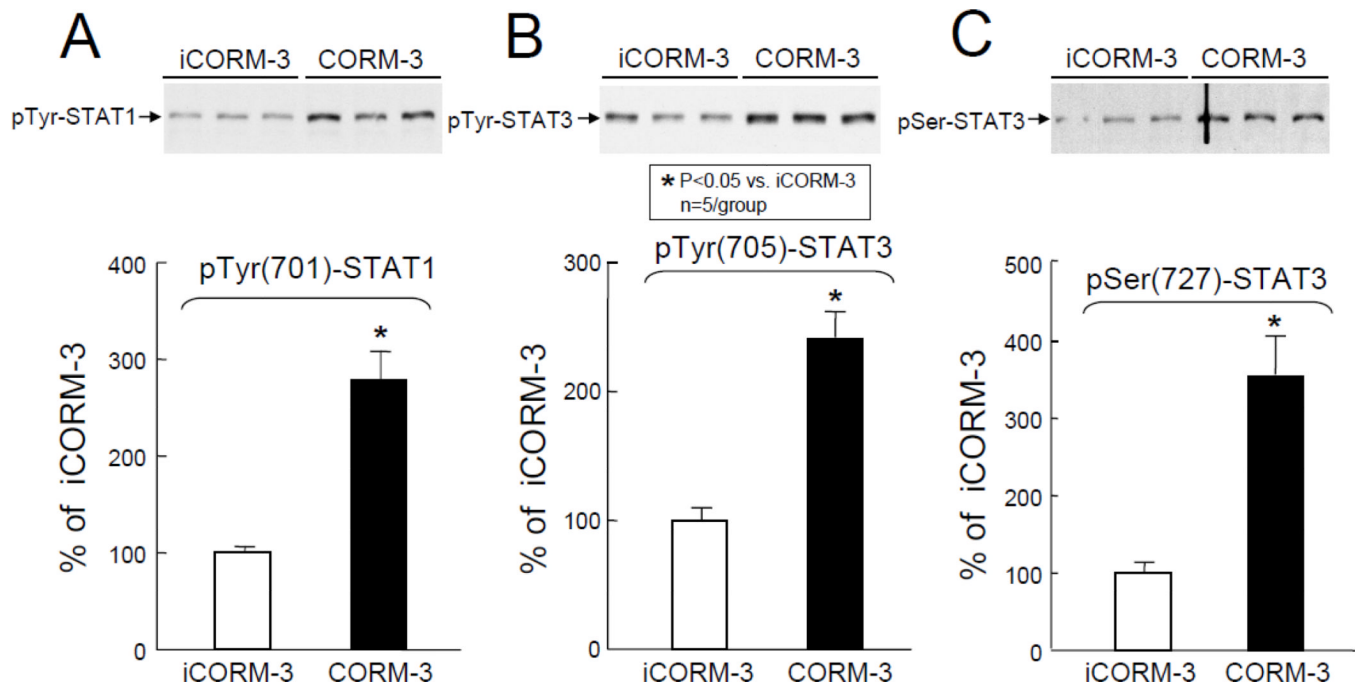 A
iCORM-3 CORM-3
pTyr-STAT1
B
iCORM-3 CORM-3
pTyr-STAT3
C
iCORM-3 CORM-3
pSer-STAT3
* P<0.05 vs. iCORM-3
n=5/group
pTyr(701)-STAT1
% of iCORM-3
400
300
200
100
0
*
iCORM-3 CORM-3
pTyr(705)-STAT3
% of iCORM-3
300
200
100
0
*
iCORM-3 CORM-3
pSer(727)-STAT3
% of iCORM-3
500
400
300
200
100
0
*
iCORM-3 CORM-3